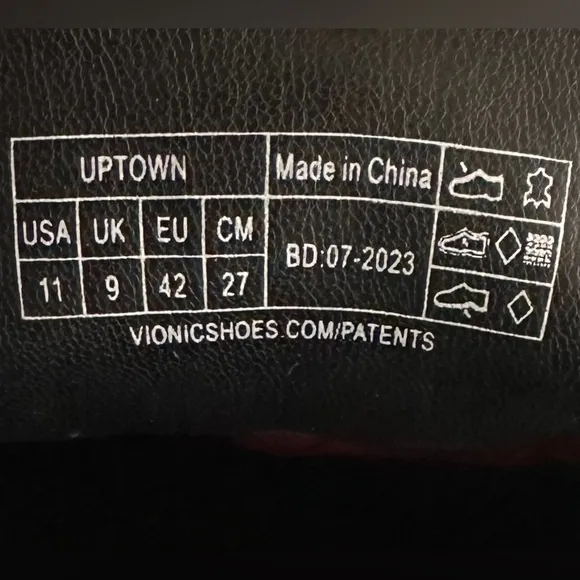 UPTOWN Made in China
USA UK EU CM
BD:07-2023
11 9 42 27
VIONICSHOES.COM/PATENTS